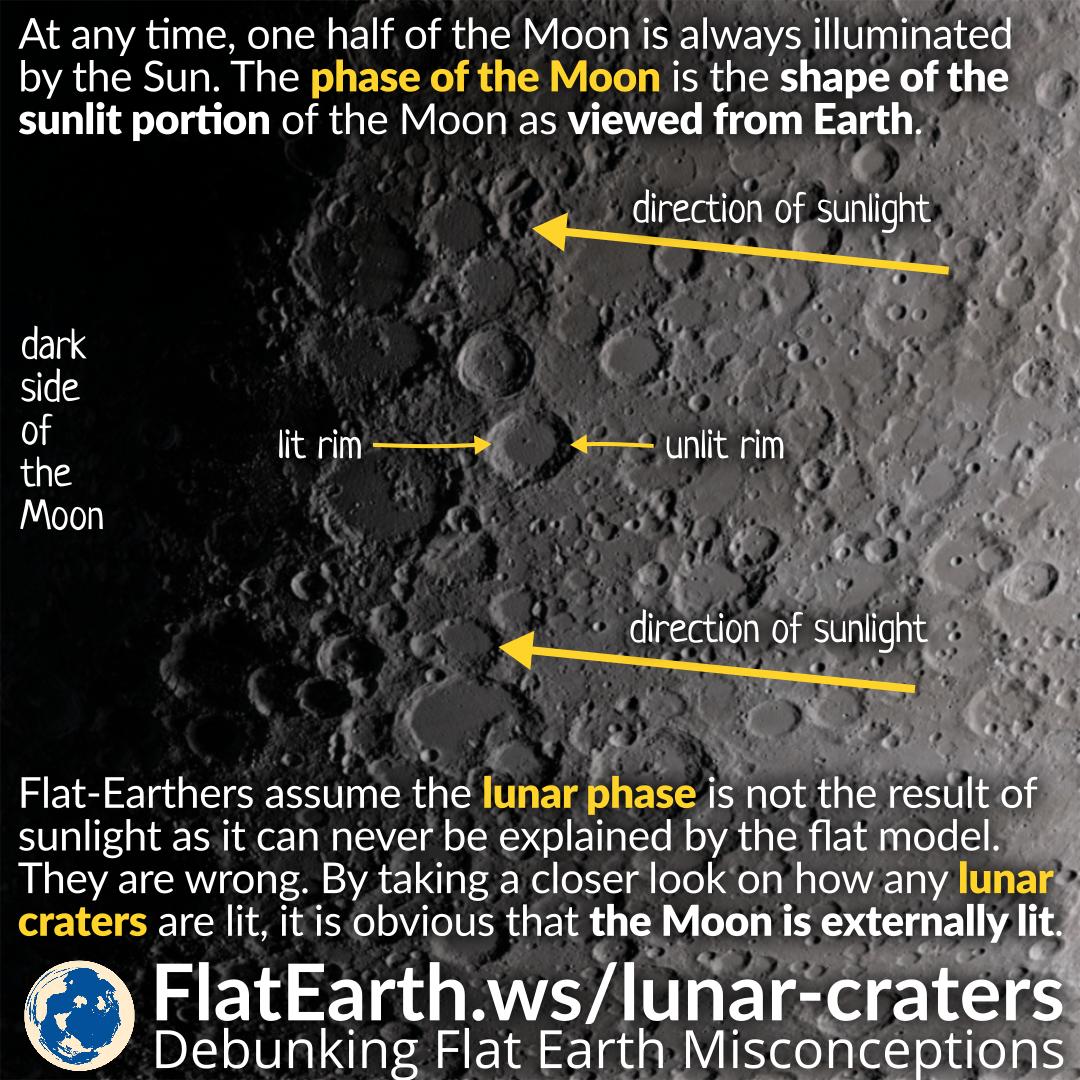 At any time, one half of the Moon is always illuminated
by the Sun. The phase of the Moon is the shape of the
sunlit portion of the Moon as viewed from Earth.
direction of sunlight
dark
side
of
the
Moon
lit rim
unlit rim
direction of sunlight
Flat-Earthers assume the lunar phase is not the result of
sunlight as it can never be explained by the flat model.
They are wrong. By taking a closer look on how any lunar
craters are lit, it is obvious that the Moon is externally lit.
FlatEarth.ws/lunar-craters
Debunking Flat Earth Misconceptions